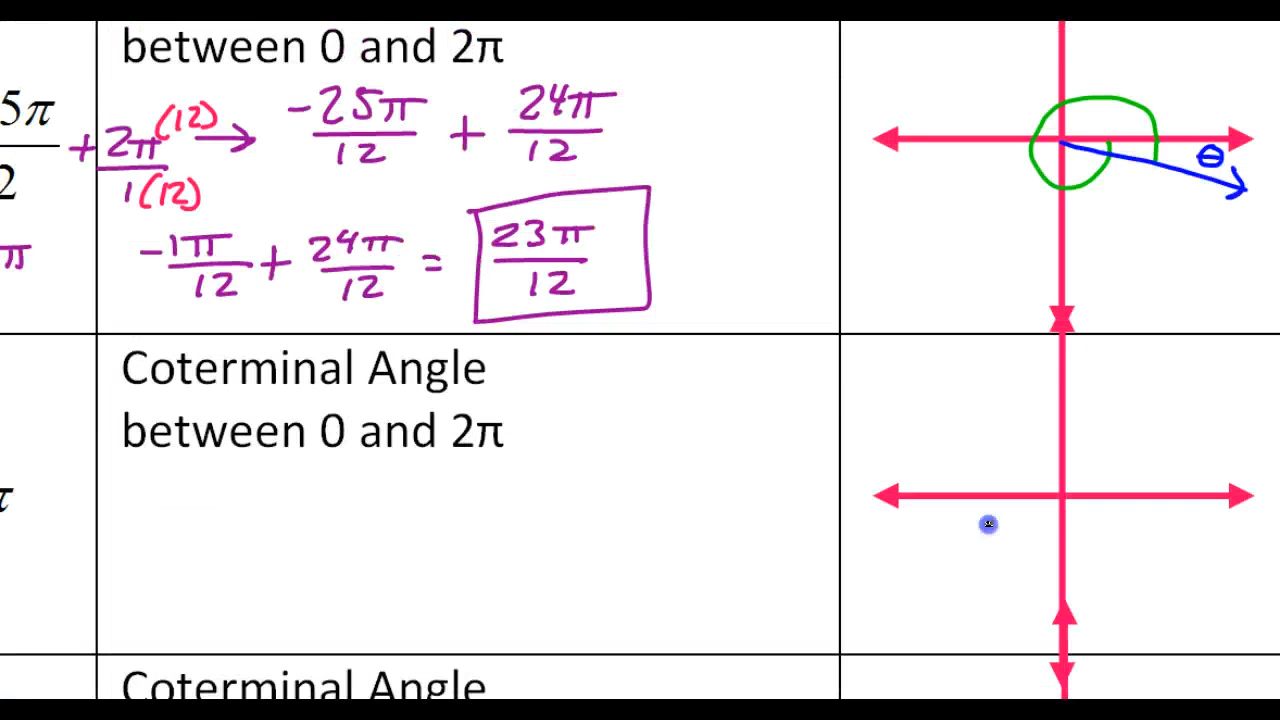 between 0 and 2π
5π
2
+ 2π(12)
1(12)
→ -25π/12 + 24π/12
π
-1π/12 + 24π/12 = 23π/12
θ
Coterminal Angle
between 0 and 2π
π
Coterminal Angle